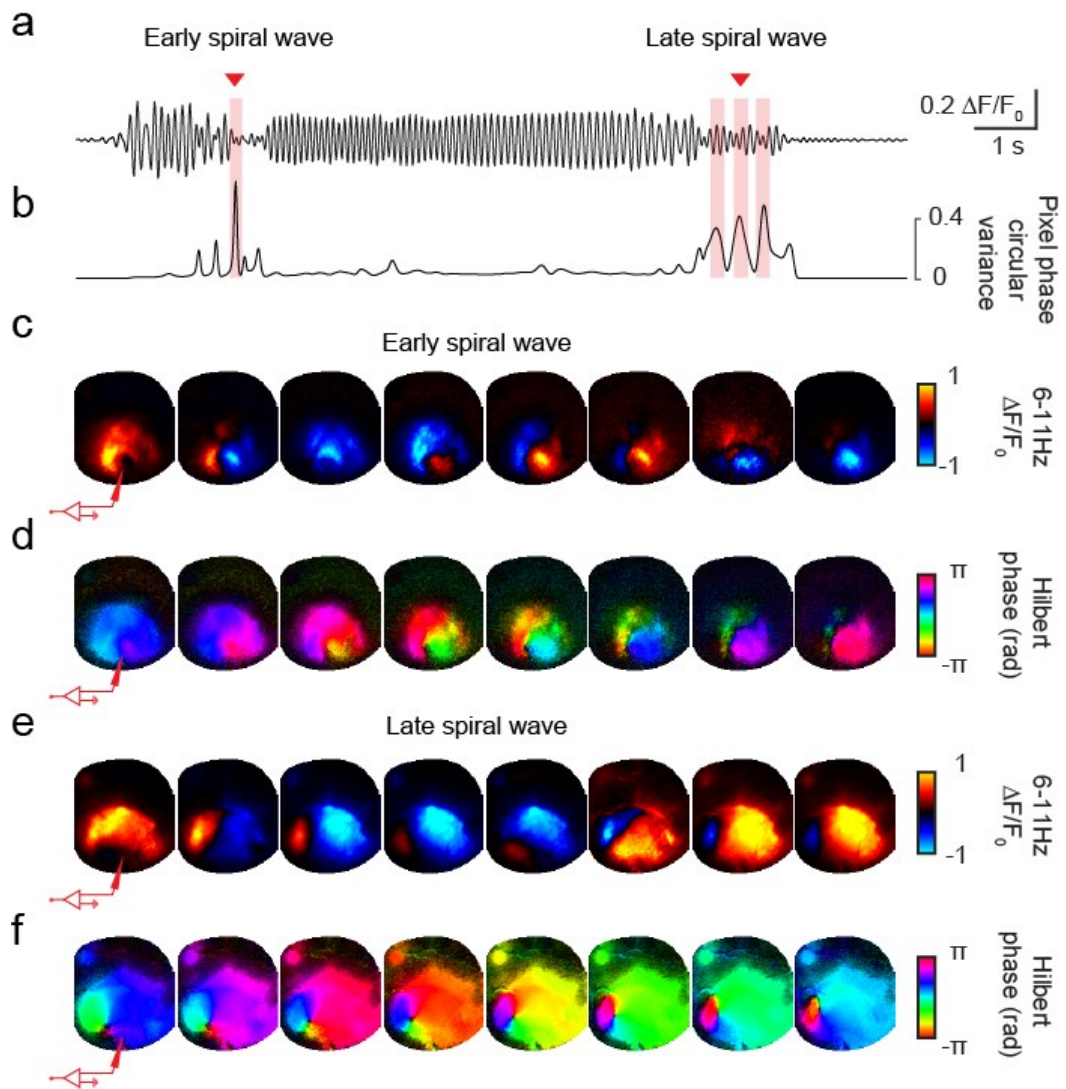 a
Early spiral wave
Late spiral wave
0.2 ΔF/F0
1 s
b
0.4
0
Pixel phase
circular
variance
c
Early spiral wave
1
-1
6-11Hz
ΔF/F0
d
π
-π
Hilbert
phase (rad)
e
Late spiral wave
1
-1
6-11Hz
ΔF/F0
f
π
-π
Hilbert
phase (rad)